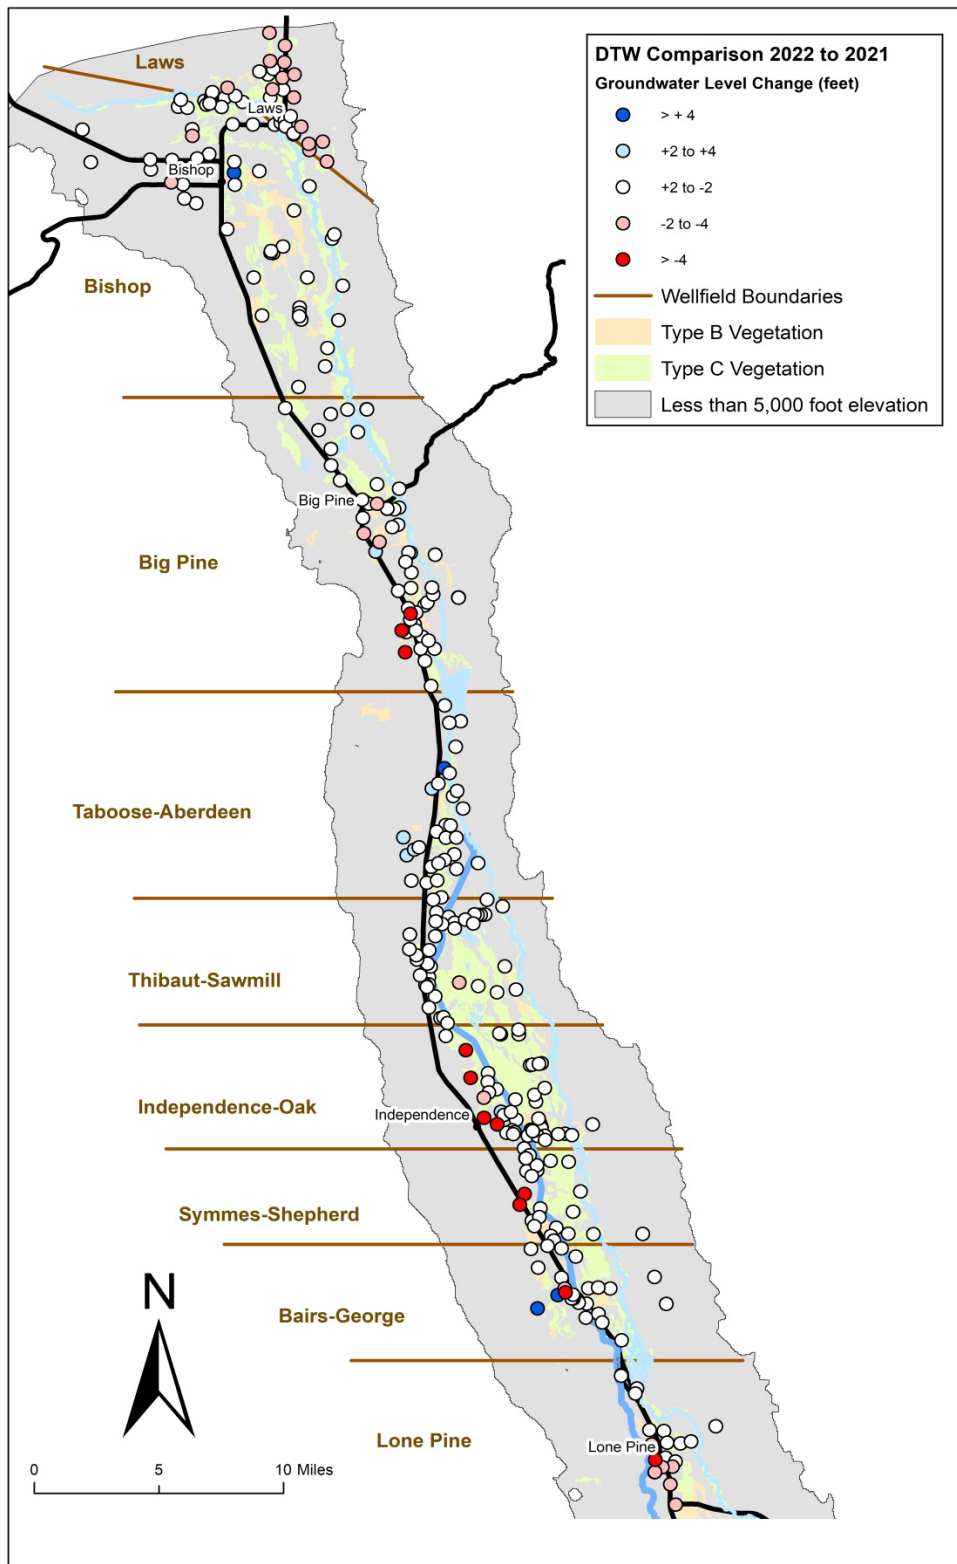 Laws
DTW Comparison 2022 to 2021
Groundwater Level Change (feet)
> + 4
+2 to +4
+2 to -2
-2 to -4
> -4
Wellfield Boundaries
Type B Vegetation
Type C Vegetation
Less than 5,000 foot elevation
Laws
Bishop
Bishop
Big Pine
Big Pine
Taboose-Aberdeen
Thibaut-Sawmill
Independence-Oak
Independence
Symmes-Shepherd
N
Bairs-George
Lone Pine
Lone Pine
0 5 10 Miles